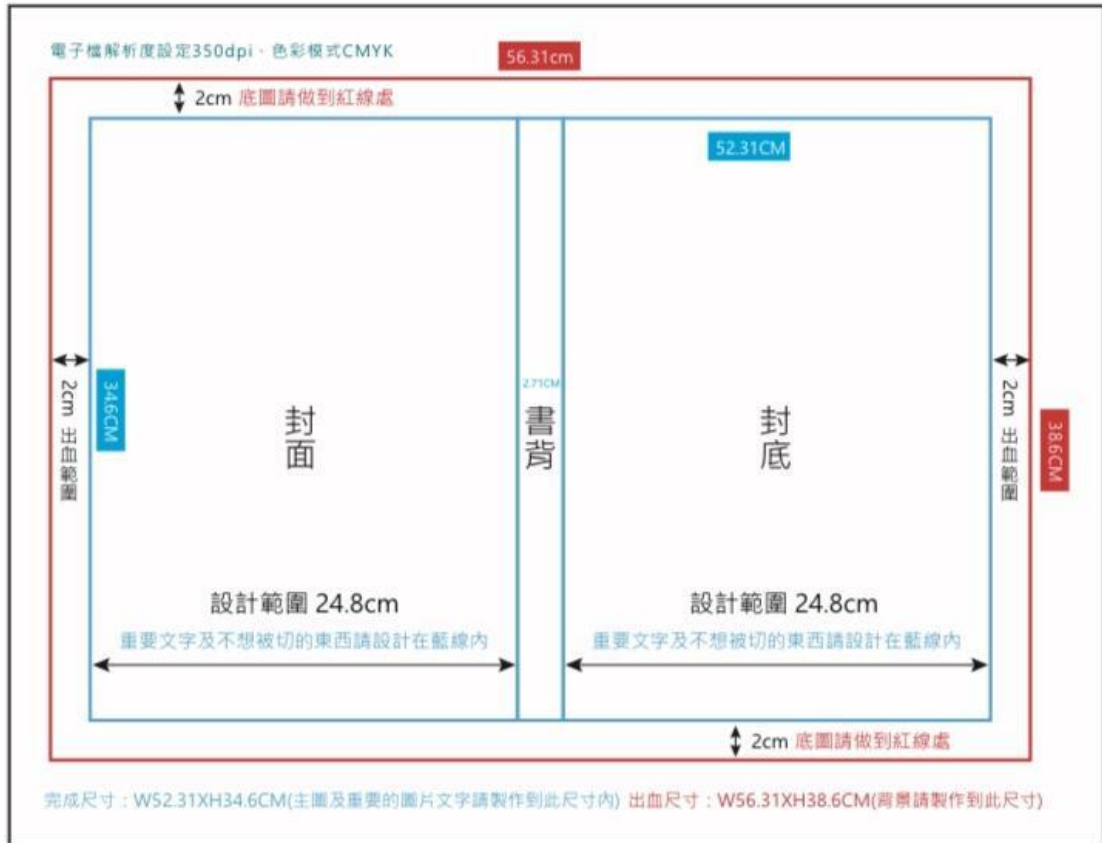 電子檔解析度設定350dpi、色彩模式CMYK
56.31cm
2cm 底圖請做到紅線處
52.31CM
2cm 出血範圍
34.6CM
封面
2.71CM
書背
封底
2cm 出血範圍
38.6CM
設計範圍 24.8cm
設計範圍 24.8cm
重要文字及不想被切的東西請設計在藍線內
重要文字及不想被切的東西請設計在藍線內
2cm 底圖請做到紅線處
完成尺寸：W52.31XH34.6CM(主圖及重要的圖片文字請製作到此尺寸內) 出血尺寸：W56.31XH38.6CM(背景請製作到此尺寸)